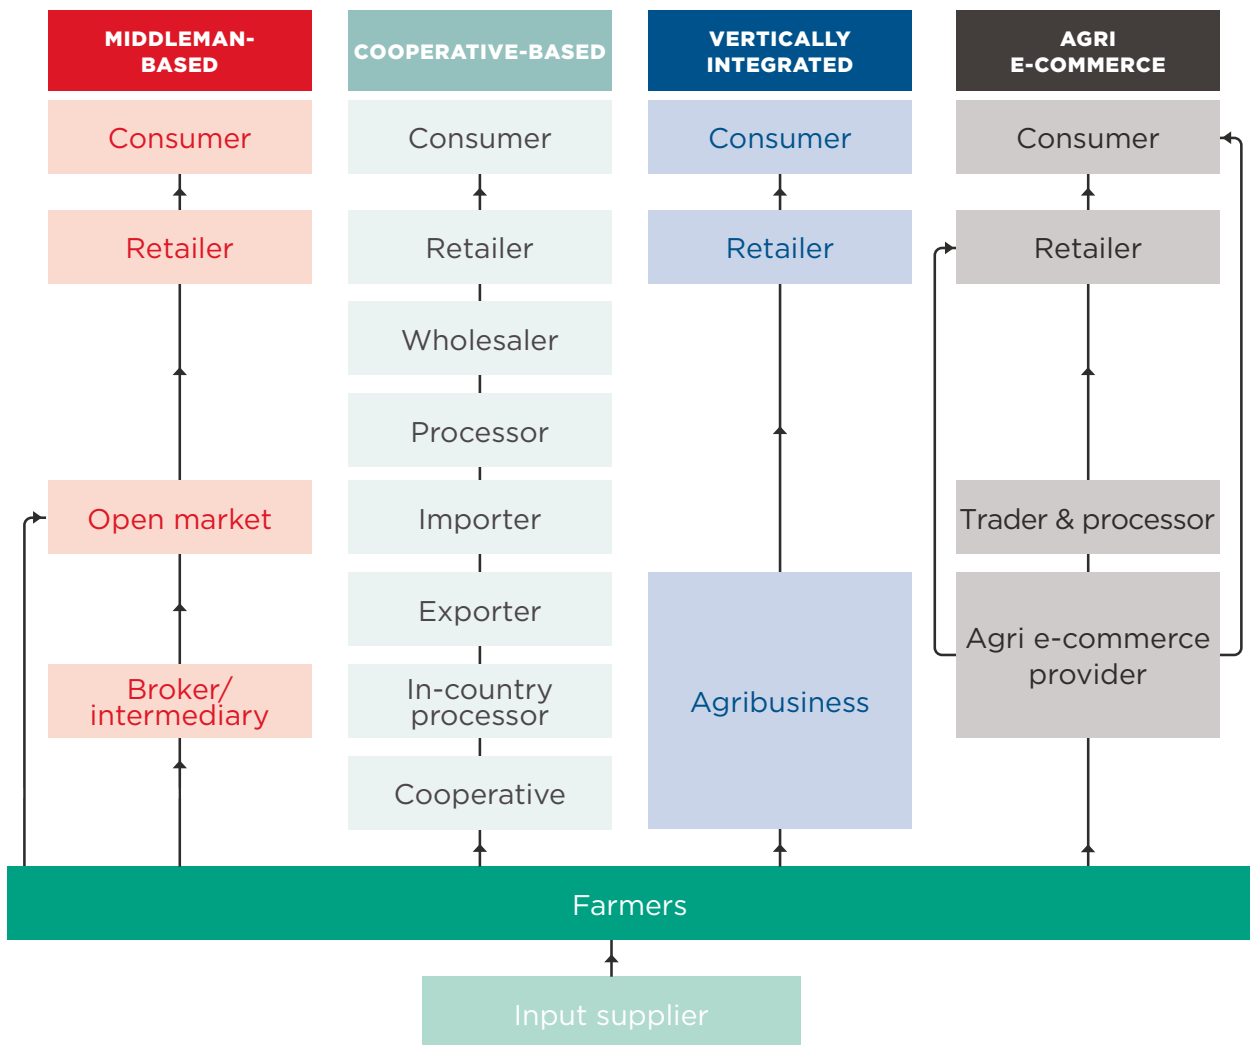 MIDDLEMAN-
BASED
COOPERATIVE-BASED
VERTICALLY
INTEGRATED
AGRI
E-COMMERCE
Consumer
Consumer
Consumer
Consumer
Retailer
Retailer
Retailer
Retailer
Wholesaler
Processor
Open market
Importer
Trader & processor
Exporter
Agri e-commerce
provider
Broker/
intermediary
In-country
processor
Agribusiness
Cooperative
Farmers
Input supplier